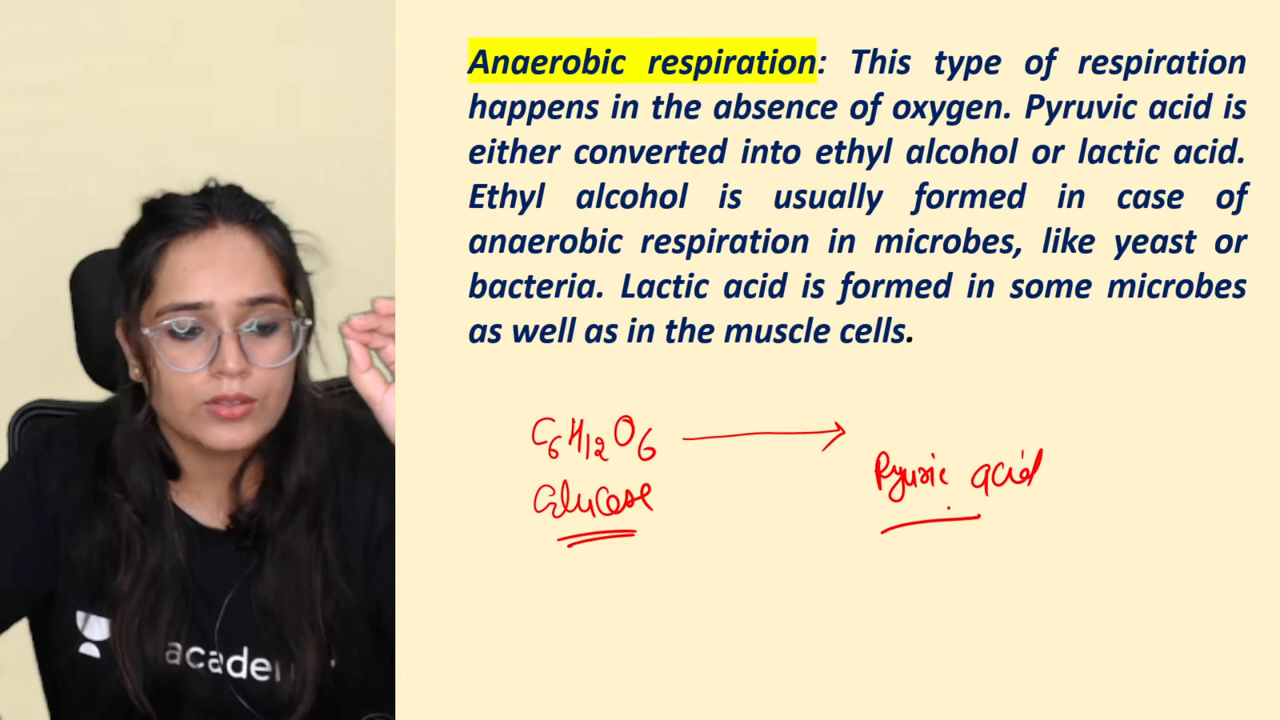 Anaerobic respiration: This type of respiration
happens in the absence of oxygen. Pyruvic acid is
either converted into ethyl alcohol or lactic acid.
Ethyl alcohol is usually formed in case of
anaerobic respiration in microbes, like yeast or
bacteria. Lactic acid is formed in some microbes
as well as in the muscle cells.
C6H12O6
Glucose
Pyuric acid
acade